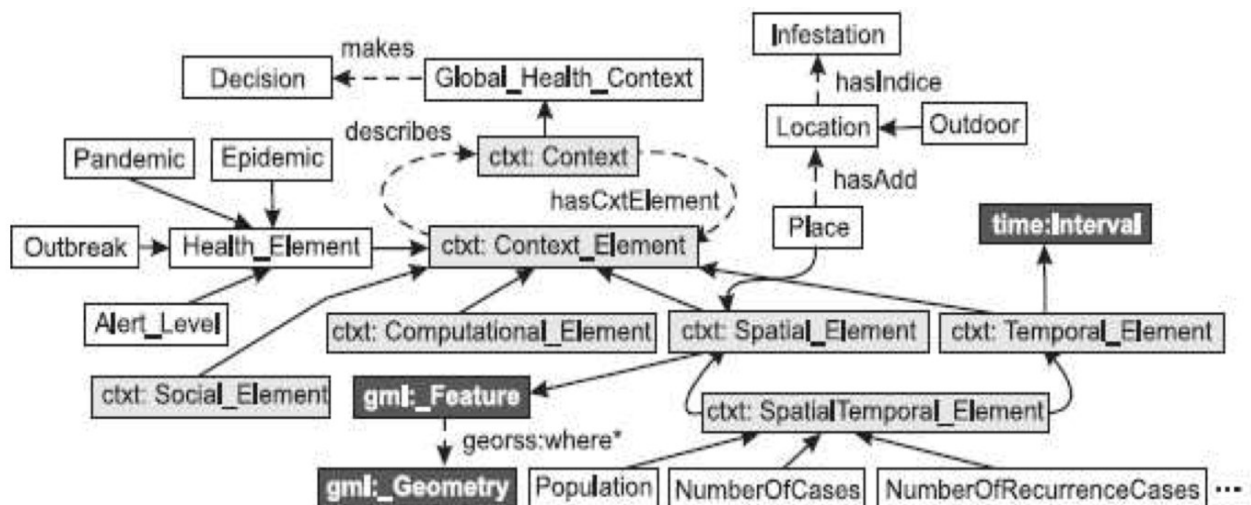 Infestation
makes
Decision
Global_Health_Context
hasIndice
describes
Location
Outdoor
Pandemic
Epidemic
ctxt: Context
hasAdd
hasCxtElement
Place
time:Interval
Outbreak
Health_Element
ctxt: Context_Element
Alert_Level
ctxt: Computational_Element
ctxt: Spatial_Element
ctxt: Temporal_Element
ctxt: Social_Element
gml:_Feature
ctxt: SpatialTemporal_Element
georss:where*
gml:_Geometry
Population
NumberOfCases
NumberOfRecurrenceCases ...